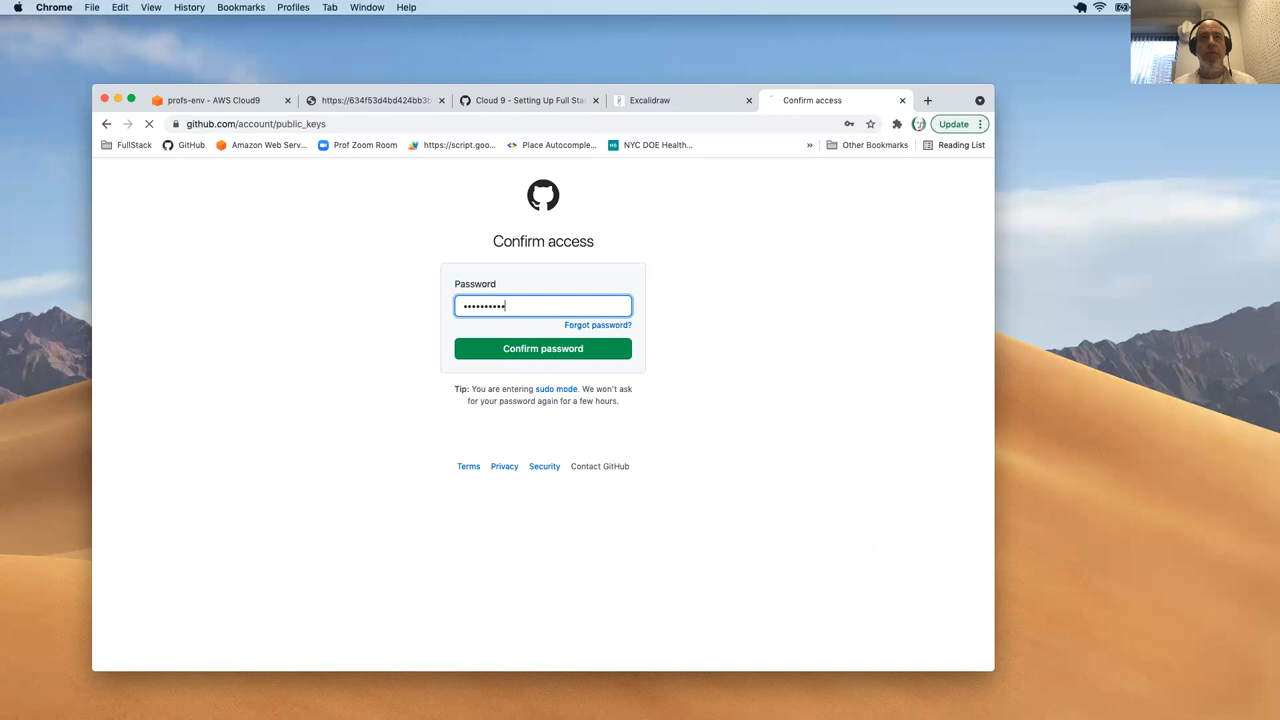 Chrome File Edit View History Bookmarks Profiles Tab Window Help
profs-env - AWS Cloud9 https://634f53d4bd424bb3b Cloud 9 - Setting Up Full Sta Excalidraw Confirm access
github.com/account/public_keys Update
FullStack GitHub Amazon Web Serv... Prof Zoom Room https://script.goo... Place Autocomple... NYC DOE Health... » Other Bookmarks Reading List
Confirm access
Password
••••••••••
Forgot password?
Confirm password
Tip: You are entering sudo mode. We won't ask
for your password again for a few hours.
Terms Privacy Security Contact GitHub